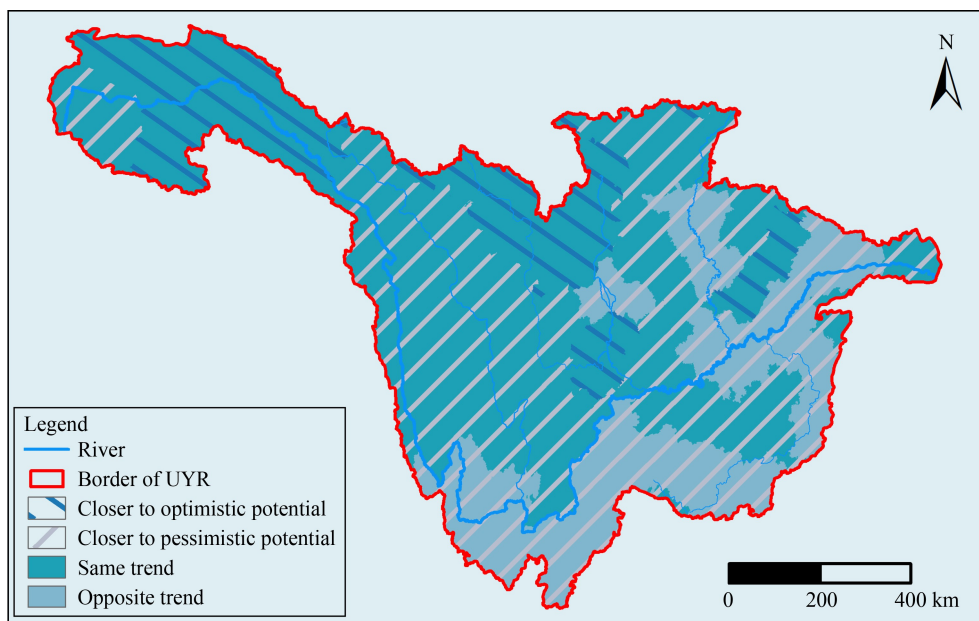 N
Legend
River
Border of UYR
Closer to optimistic potential
Closer to pessimistic potential
Same trend
Opposite trend
0 200 400 km